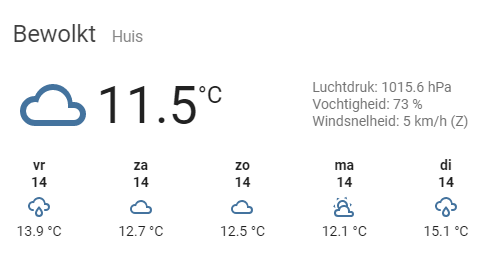 Bewolkt Huis
11.5 °C
Luchtdruk: 1015.6 hPa
Vochtigheid: 73 %
Windsnelheid: 5 km/h (Z)
vr za zo ma di
14 14 14 14 14
13.9 °C 12.7 °C 12.5 °C 12.1 °C 15.1 °C